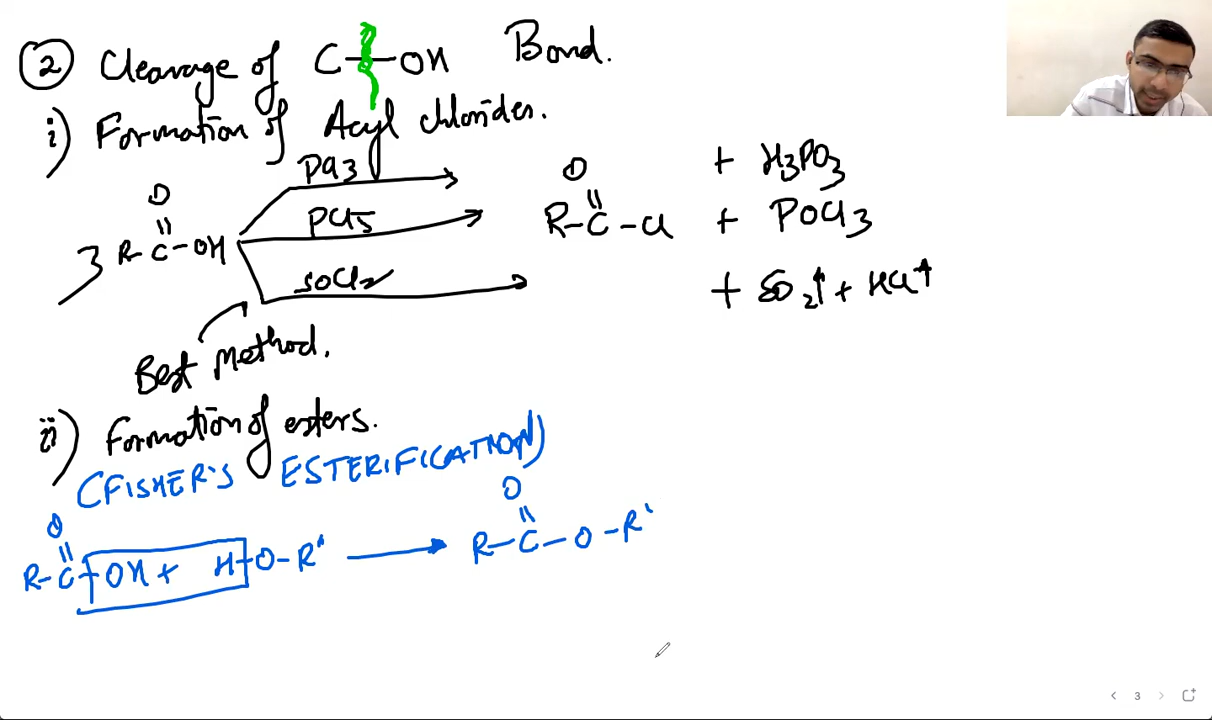 ② Cleavage of C-OH Bond.
i) Formation of Acyl chlorides.
PCl3
+ H3PO3
O
O
PCl5
3 R-C-OH
R-C-Cl
+ POCl3
SOCl2
+ SO2↑ + HCl↑
Best Method.
ii) Formation of esters.
(FISHER'S ESTERIFICATION)
O
O
R-C-OH + H-O-R' → R-C-O-R'
3